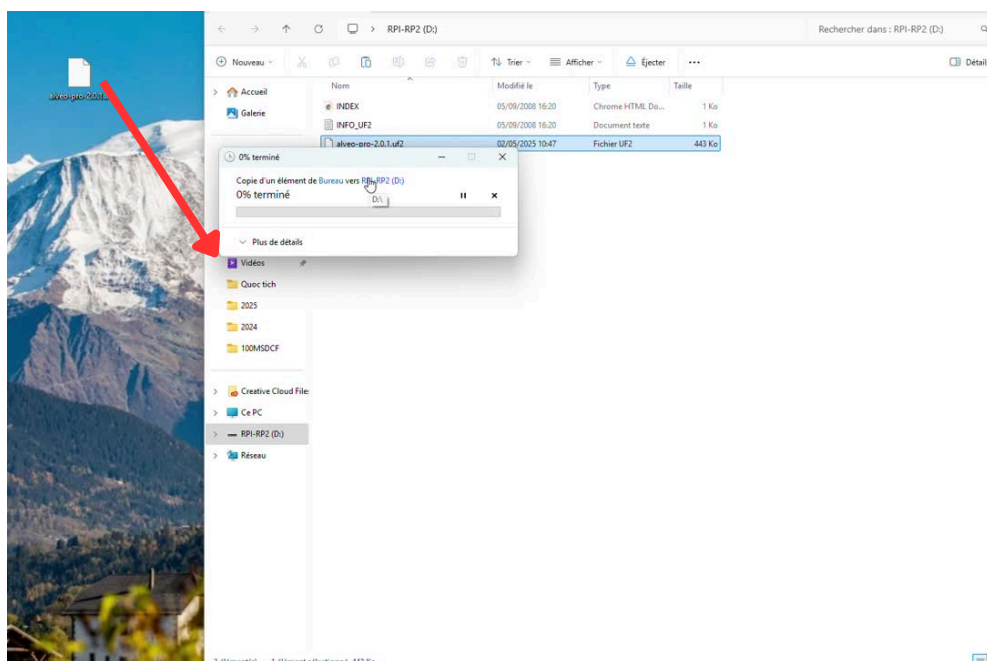 RPI-RP2 (D:)
Rechercher dans : RPI-RP2 (D:)
Nouveau
Trier
Afficher
Éjecter
Détail
alveo-pro-2.0.1...
Nom
Modifié le
Type
Taille
Accueil
Galerie
INDEX
05/09/2008 16:20
Chrome HTML Do...
1 Ko
INFO_UF2
05/09/2008 16:20
Document texte
1 Ko
alveo-pro-2.0.1.uf2
02/05/2025 10:47
Fichier UF2
443 Ko
0% terminé
Copie d'un élément de Bureau vers RPI-RP2 (D:)
0% terminé
D:\
Plus de détails
Vidéos
Quoc tich
2025
2024
100MSDCF
Creative Cloud File
Ce PC
RPI-RP2 (D:)
Réseau